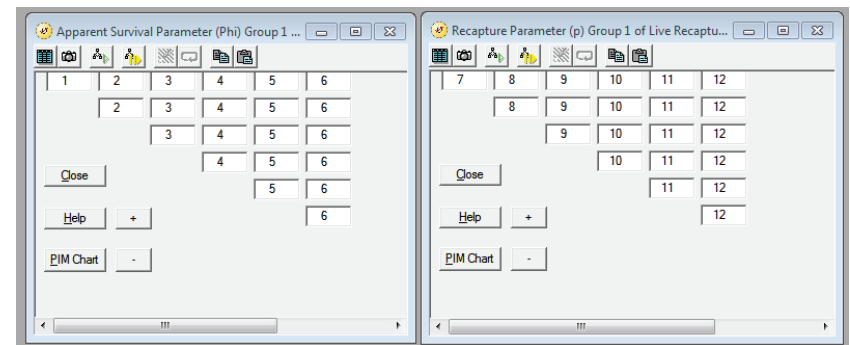 Apparent Survival Parameter (Phi) Group 1 ...
1 2 3 4 5 6
2 3 4 5 6
3 4 5 6
4 5 6
Close
5 6
Help + 6
PIM Chart -
Recapture Parameter (p) Group 1 of Live Recaptu...
7 8 9 10 11 12
8 9 10 11 12
9 10 11 12
10 11 12
Close
11 12
Help + 12
PIM Chart -